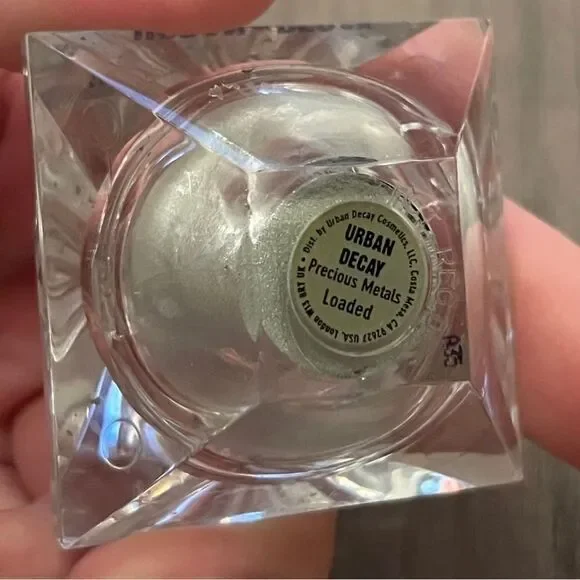 URBAN
DECAY
Precious Metals
Loaded
• Dist. by Urban Decay Cosmetics, LLC, Costa Mesa, CA 92627 USA, London W1S 8RY UK